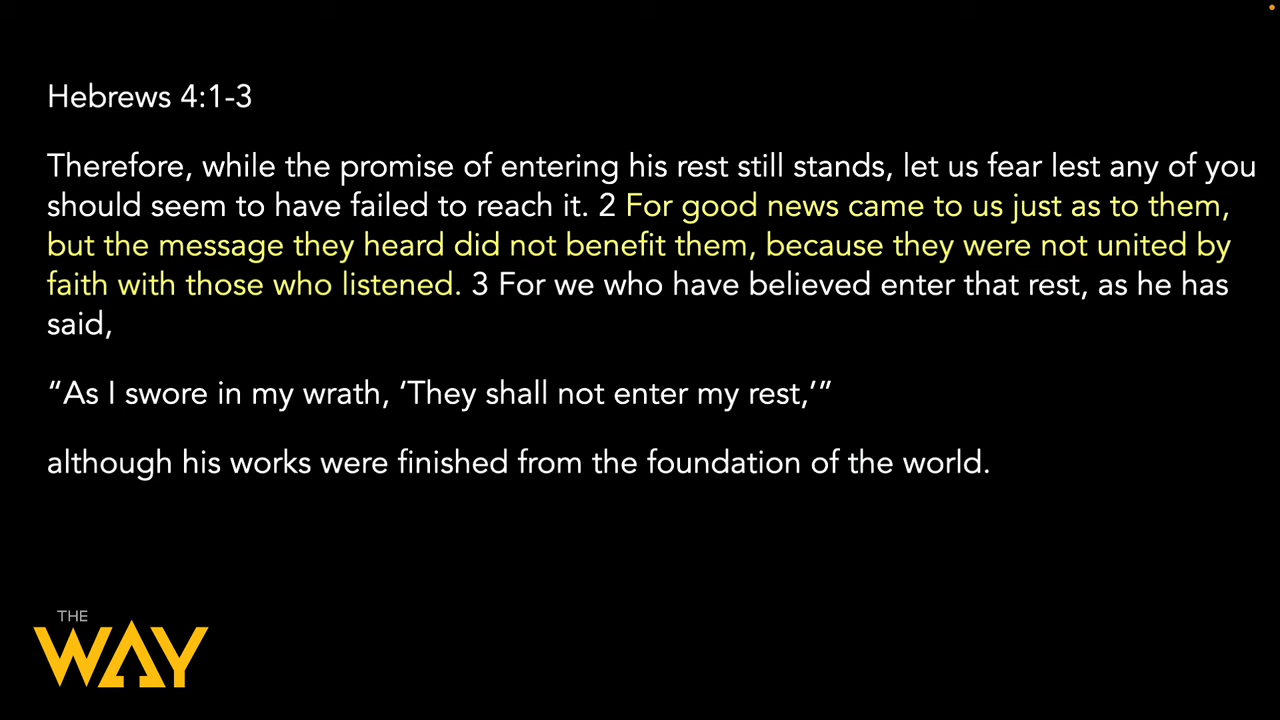 Hebrews 4:1-3
Therefore, while the promise of entering his rest still stands, let us fear lest any of you
should seem to have failed to reach it. 2 For good news came to us just as to them,
but the message they heard did not benefit them, because they were not united by
faith with those who listened. 3 For we who have believed enter that rest, as he has
said,
“As I swore in my wrath, ‘They shall not enter my rest,’”
although his works were finished from the foundation of the world.
THE
WAY